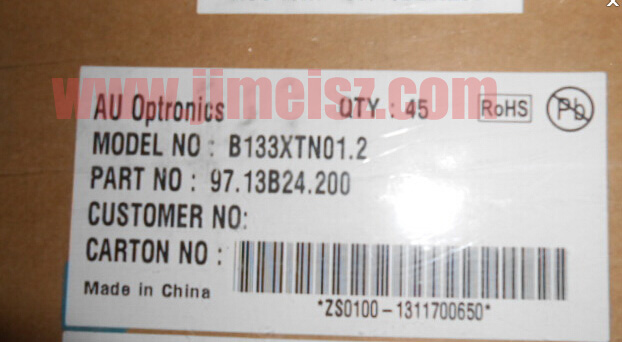 www.jimeisz.com
AU Optronics QTY : 45 RoHS Pb
MODEL NO : B133XTN01.2
PART NO : 97.13B24.200
CUSTOMER NO:
CARTON NO :
Made in China
*ZS0100-1311700650*